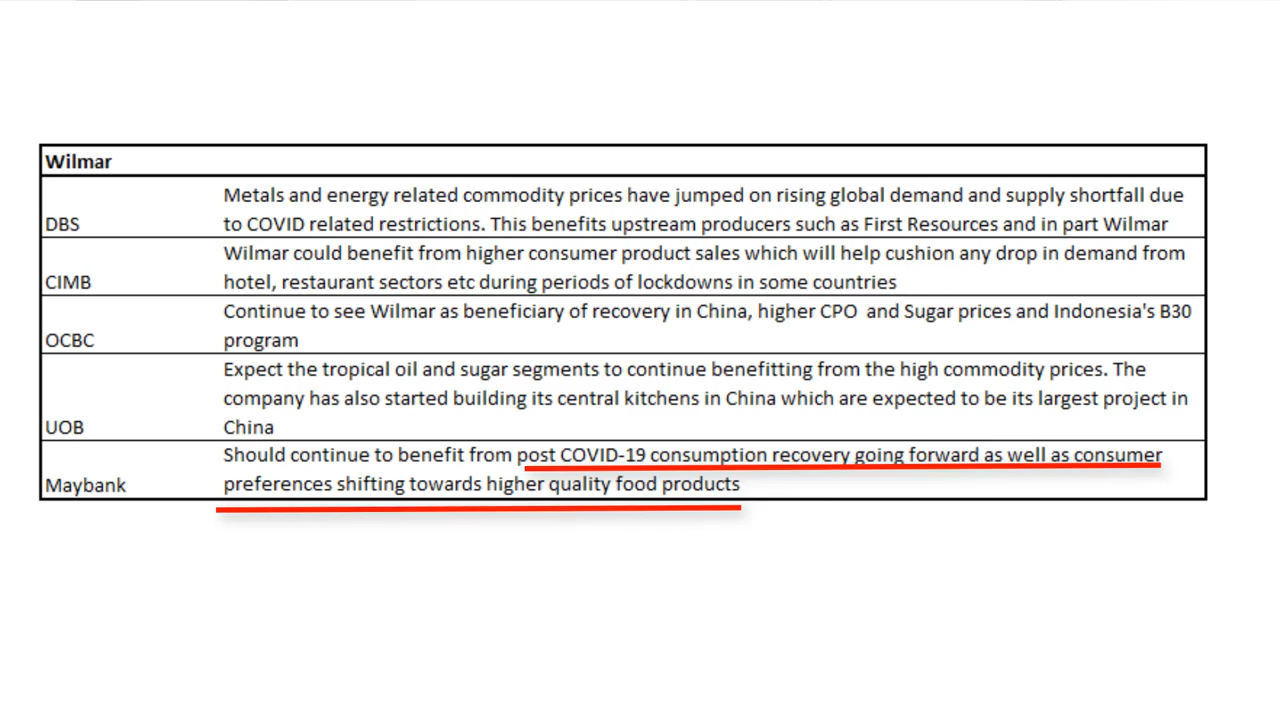 Wilmar
Metals and energy related commodity prices have jumped on rising global demand and supply shortfall due
DBS to COVID related restrictions. This benefits upstream producers such as First Resources and in part Wilmar
Wilmar could benefit from higher consumer product sales which will help cushion any drop in demand from
CIMB hotel, restaurant sectors etc during periods of lockdowns in some countries
Continue to see Wilmar as beneficiary of recovery in China, higher CPO and Sugar prices and Indonesia's B30
OCBC program
Expect the tropical oil and sugar segments to continue benefitting from the high commodity prices. The
company has also started building its central kitchens in China which are expected to be its largest project in
UOB China
Should continue to benefit from post COVID-19 consumption recovery going forward as well as consumer
Maybank preferences shifting towards higher quality food products